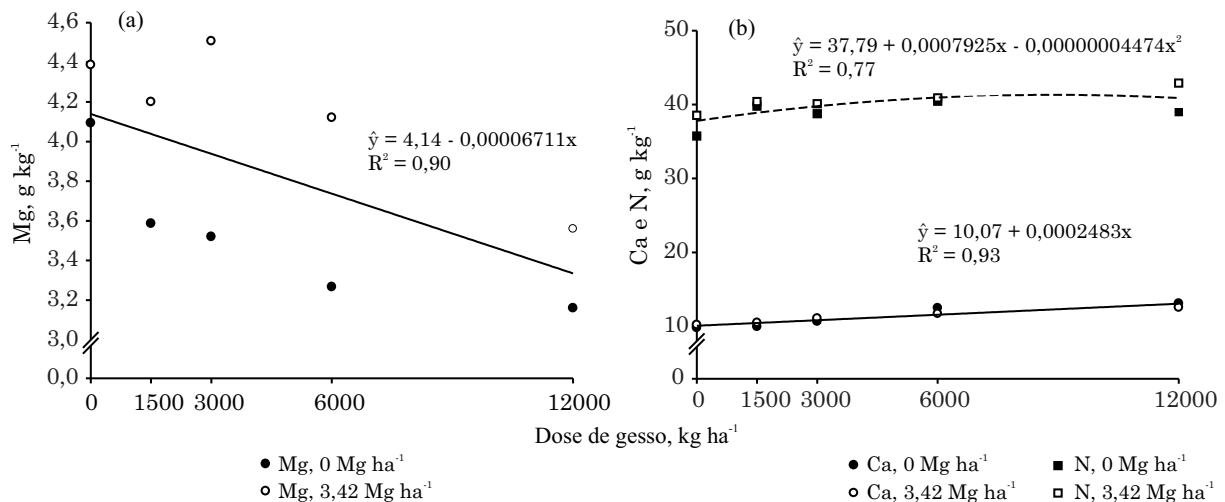 (a)
Mg, g kg⁻¹
4,6
4,4
4,2
4,0
3,8
3,6
3,4
3,2
3,0
0,0
ŷ = 4,14 - 0,00006711x
R² = 0,90
0 1500 3000 6000 12000
(b)
Ca e N, g kg⁻¹
50
40
30
20
10
0
ŷ = 37,79 + 0,0007925x - 0,00000004474x²
R² = 0,77
ŷ = 10,07 + 0,0002483x
R² = 0,93
0 1500 3000 6000 12000
Dose de gesso, kg ha⁻¹
Mg, 0 Mg ha⁻¹
Mg, 3,42 Mg ha⁻¹
Ca, 0 Mg ha⁻¹ N, 0 Mg ha⁻¹
Ca, 3,42 Mg ha⁻¹ N, 3,42 Mg ha⁻¹